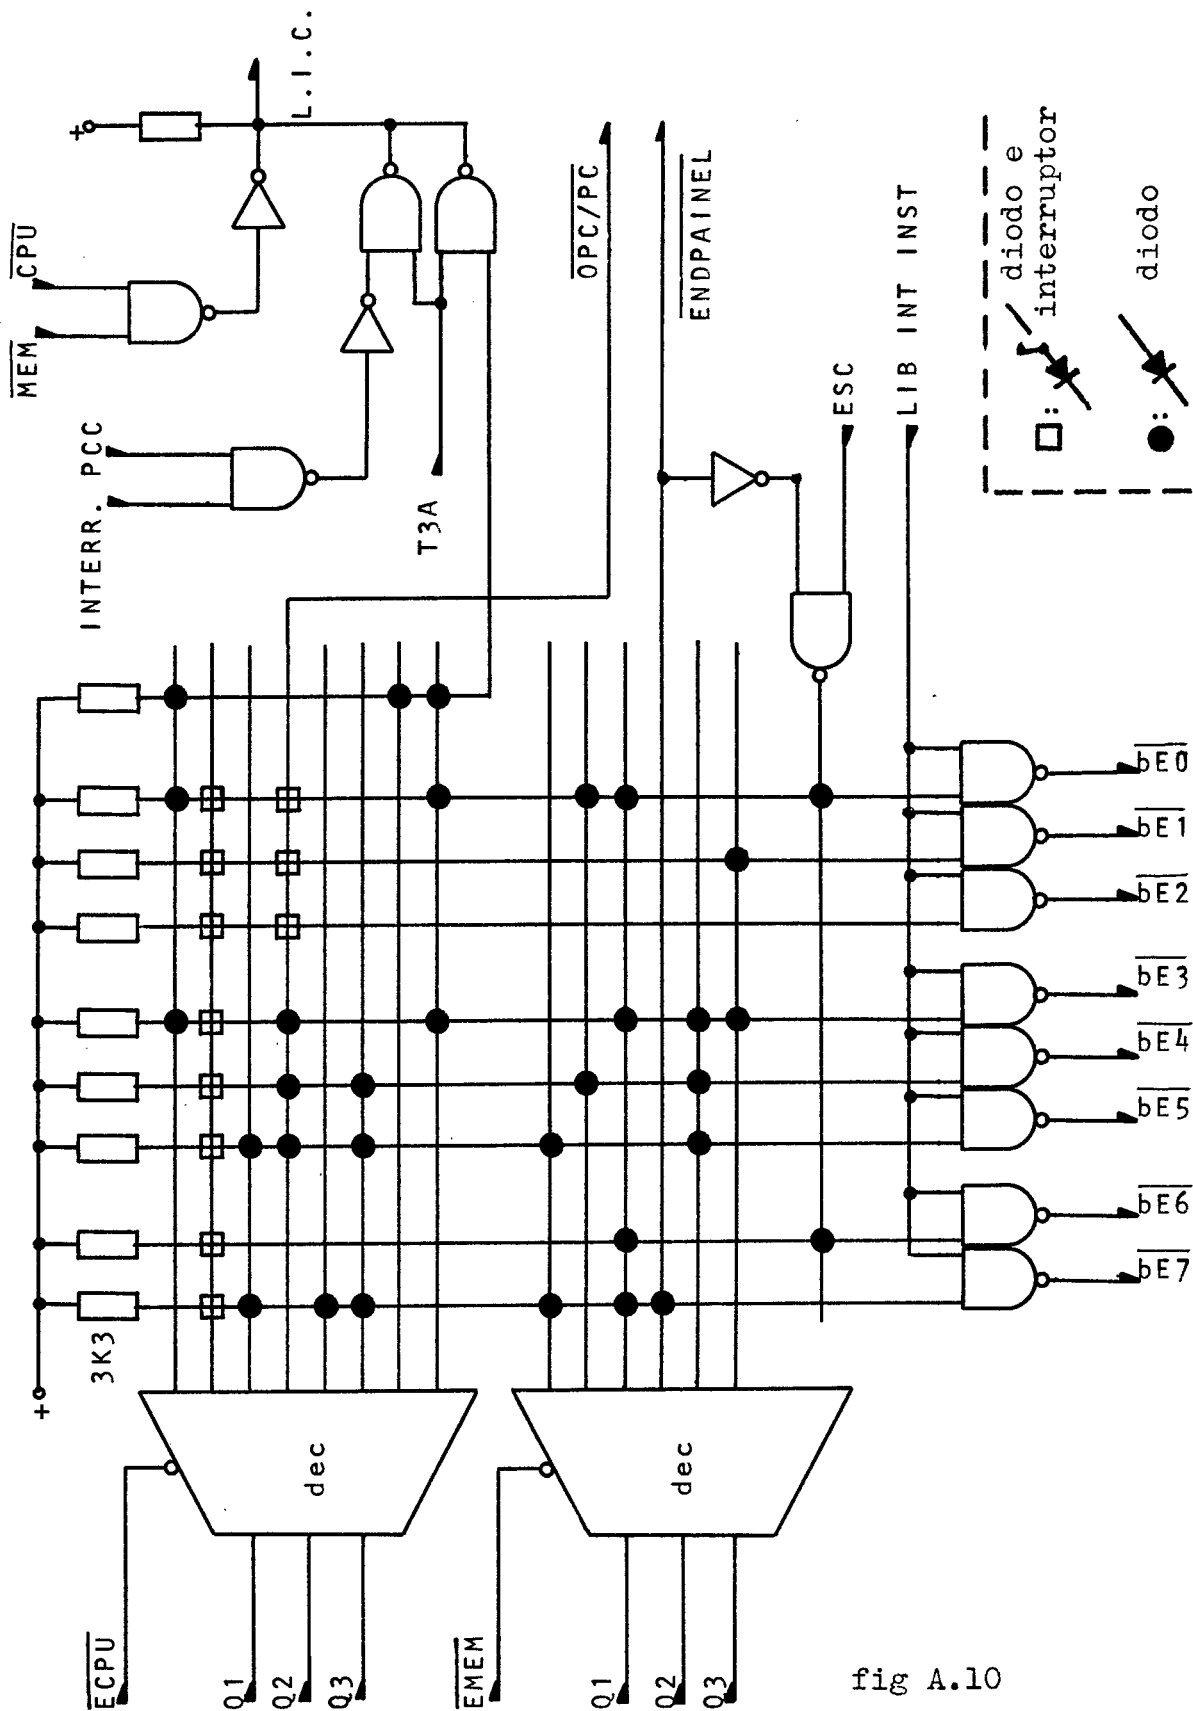 L.I.C.
+
CPU
MEM
INTERR. PCC
T3A
OPC/PC
ENDPAINEL
ESC
LIB INT INST
diodo e
interruptor
diodo
bE0
bE1
bE2
bE3
bE4
bE5
bE6
bE7
3K3
+
dec
dec
ECPU
Q1
Q2
Q3
EMEM
Q1
Q2
Q3
fig A.10